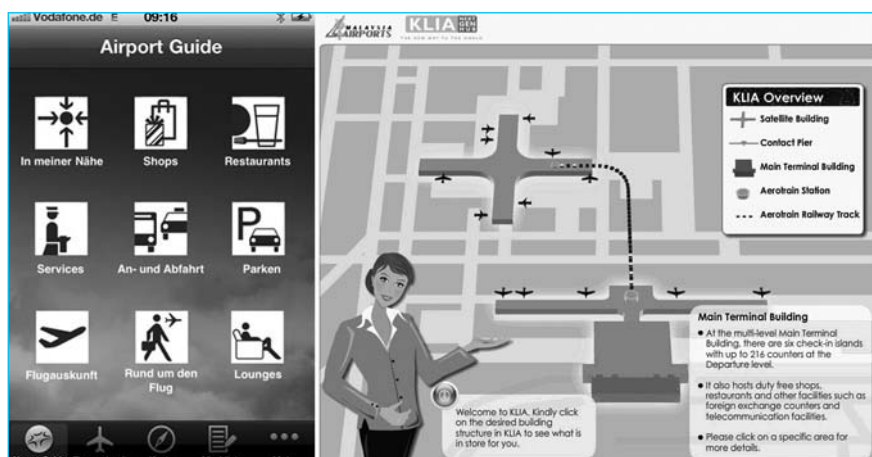 Vodafone.de E 09:16
Airport Guide
In meiner Nähe
Shops
Restaurants
Services
An- und Abfahrt
Parken
Flugauskunft
Rund um den
Flug
Lounges
MALAYSIA
AIRPORTS
KLIA
NEXT
GEN
HUB
KLIA Overview
Satellite Building
Contact Pier
Main Terminal Building
Aerotrain Station
Aerotrain Railway Track
Main Terminal Building
• At the multi-level Main Terminal
Building, there are six check-in islands
with up to 216 counters at the
Departure level.
• It also hosts duty free shops,
restaurants and other facilities such as
foreign exchange counters and
telecommunication facilities.
• Please click on a specific area for
more details.
Welcome to KLIA. Kindly click
on the desired building
structure in KLIA to see what is
in store for you.